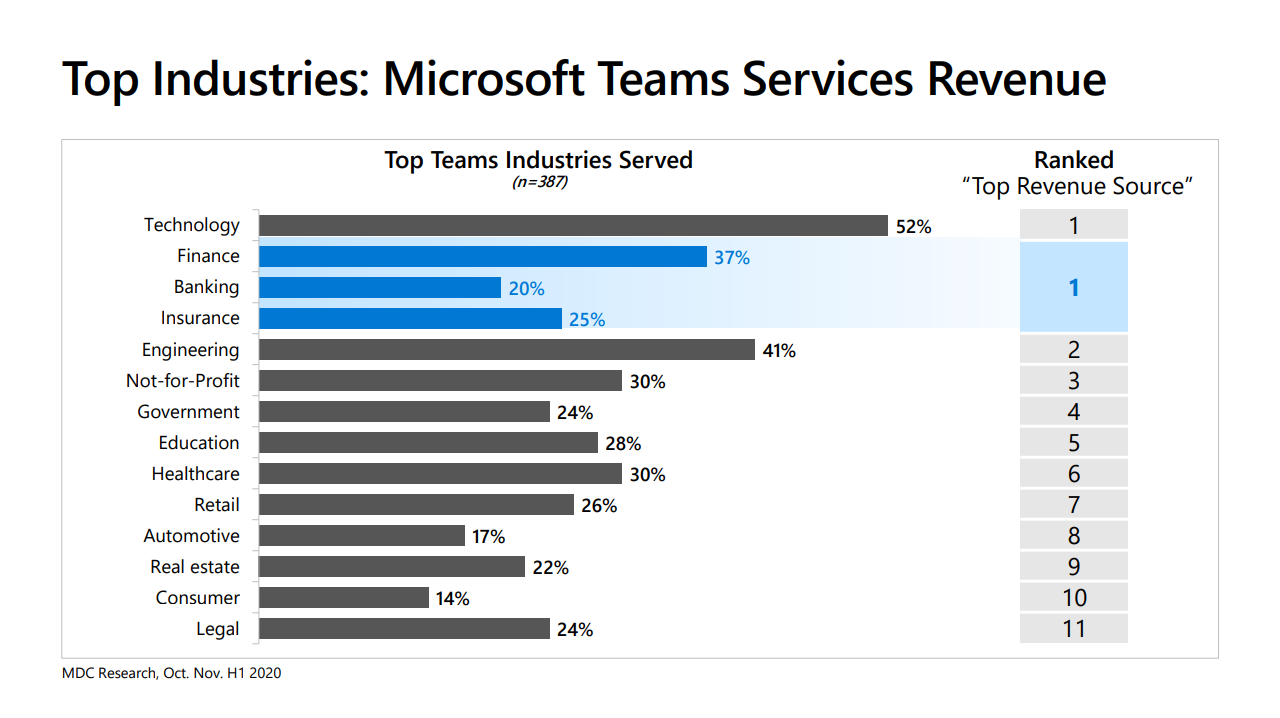 Top Industries: Microsoft Teams Services Revenue
Top Teams Industries Served
(n=387)
Ranked
“Top Revenue Source”
Technology 52% 1
Finance 37%
Banking 20% 1
Insurance 25%
Engineering 41% 2
Not-for-Profit 30% 3
Government 24% 4
Education 28% 5
Healthcare 30% 6
Retail 26% 7
Automotive 17% 8
Real estate 22% 9
Consumer 14% 10
Legal 24% 11
MDC Research, Oct. Nov. H1 2020